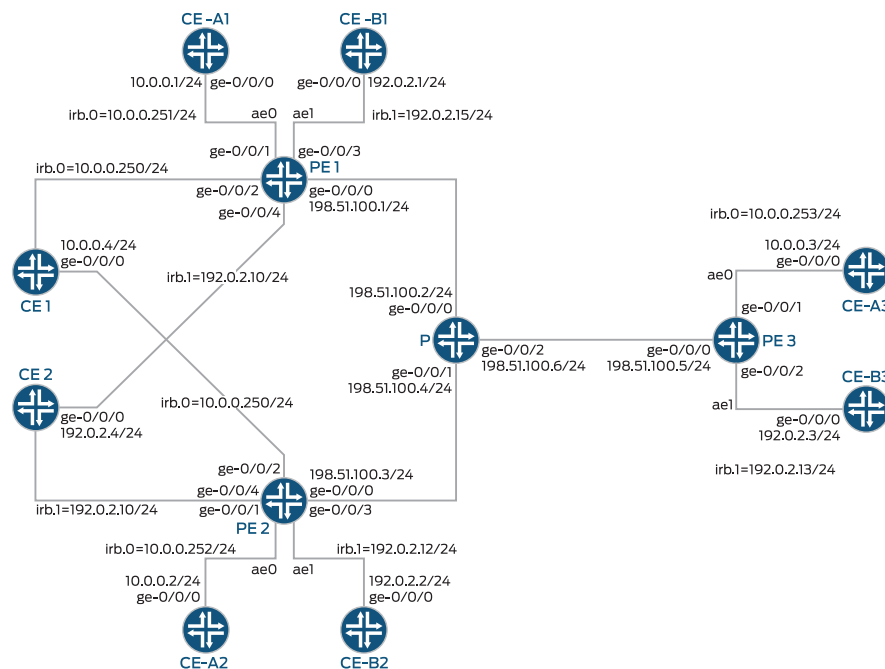 CE -A1
CE -B1
10.0.0.1/24
ge-0/0/0
ge-0/0/0
192.0.2.1/24
irb.0=10.0.0.251/24
ae0
ae1
irb.1=192.0.2.15/24
ge-0/0/1
ge-0/0/3
irb.0=10.0.0.250/24
PE 1
ge-0/0/2
ge-0/0/0
ge-0/0/4
198.51.100.1/24
irb.0=10.0.0.253/24
10.0.0.4/24
ge-0/0/0
10.0.0.3/24
ge-0/0/0
irb.1=192.0.2.10/24
ae0
CE 1
CE-A3
198.51.100.2/24
ge-0/0/0
ge-0/0/1
P
PE 3
ge-0/0/2
198.51.100.6/24
ge-0/0/0
198.51.100.5/24
ge-0/0/1
198.51.100.4/24
ge-0/0/2
CE 2
CE-B3
irb.0=10.0.0.250/24
ae1
ge-0/0/0
192.0.2.4/24
ge-0/0/0
192.0.2.3/24
irb.1=192.0.2.13/24
ge-0/0/2
198.51.100.3/24
ge-0/0/4
ge-0/0/0
irb.1=192.0.2.10/24
ge-0/0/1
ge-0/0/3
PE 2
irb.0=10.0.0.252/24
irb.1=192.0.2.12/24
ae0
ae1
10.0.0.2/24
ge-0/0/0
192.0.2.2/24
ge-0/0/0
CE-A2
CE-B2